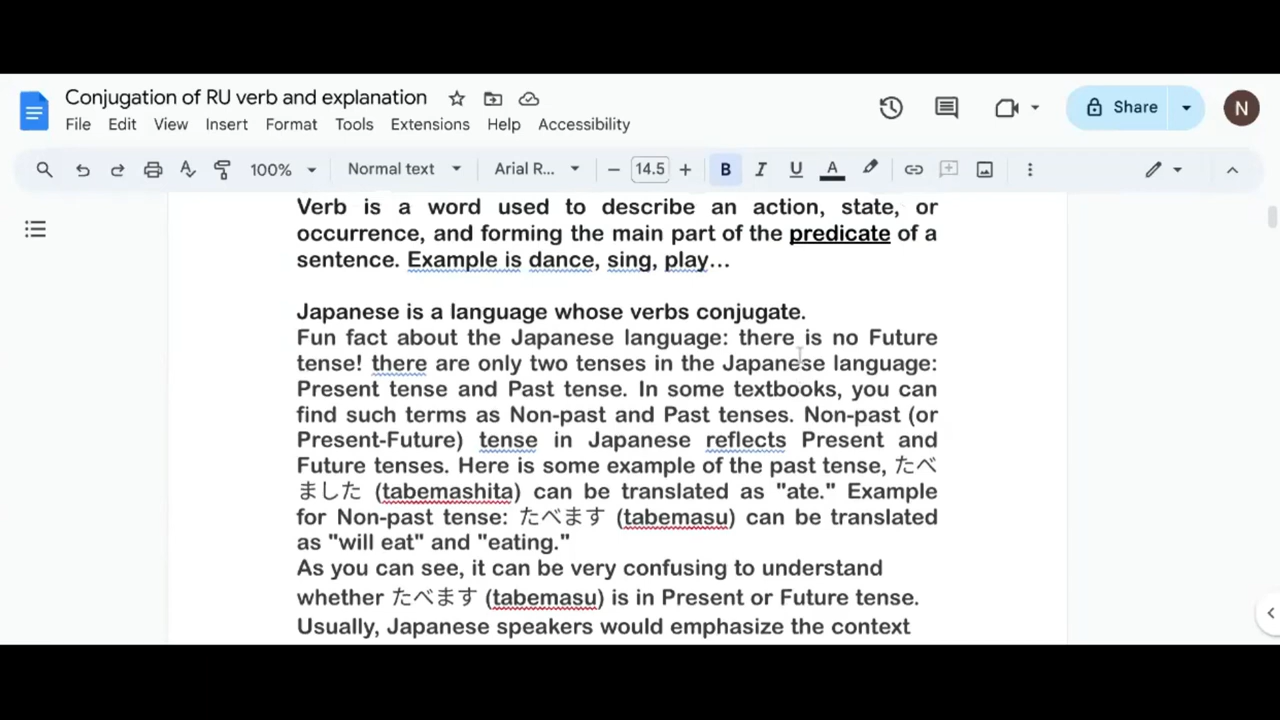 Conjugation of RU verb and explanation
File Edit View Insert Format Tools Extensions Help Accessibility
Share
N
100% Normal text Arial R... 14.5 B I U A
Verb is a word used to describe an action, state, or
occurrence, and forming the main part of the predicate of a
sentence. Example is dance, sing, play...
Japanese is a language whose verbs conjugate.
Fun fact about the Japanese language: there is no Future
tense! there are only two tenses in the Japanese language:
Present tense and Past tense. In some textbooks, you can
find such terms as Non-past and Past tenses. Non-past (or
Present-Future) tense in Japanese reflects Present and
Future tenses. Here is some example of the past tense, たべ
ました (tabemashita) can be translated as "ate." Example
for Non-past tense: たべます (tabemasu) can be translated
as "will eat" and "eating."
As you can see, it can be very confusing to understand
whether たべます (tabemasu) is in Present or Future tense.
Usually, Japanese speakers would emphasize the context